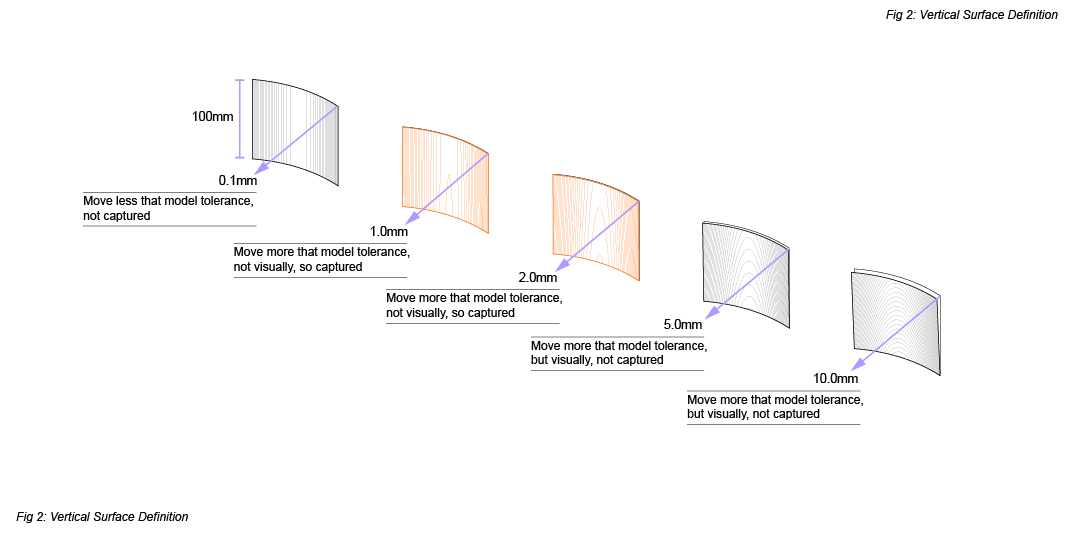 Fig 2: Vertical Surface Definition
100mm
0.1mm
Move less that model tolerance,
not captured
1.0mm
Move more that model tolerance,
not visually, so captured
2.0mm
Move more that model tolerance,
not visually, so captured
5.0mm
Move more that model tolerance,
but visually, not captured
10.0mm
Move more that model tolerance,
but visually, not captured
Fig 2: Vertical Surface Definition